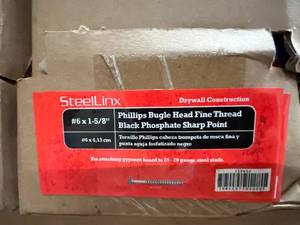 SteelLinx
Drywall Construction
#6 x 1-5/8"
Phillips Bugle Head Fine Thread
Black Phosphate Sharp Point
#6 x 4,13 cm
Tornillo Phillips cabeza trompeta de rosca fina y
punta aguja fosfatizado negro
For attaching gypsum board to 25 - 20 gauge steel studs.